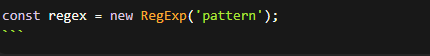 const regex = new RegExp('pattern');
```